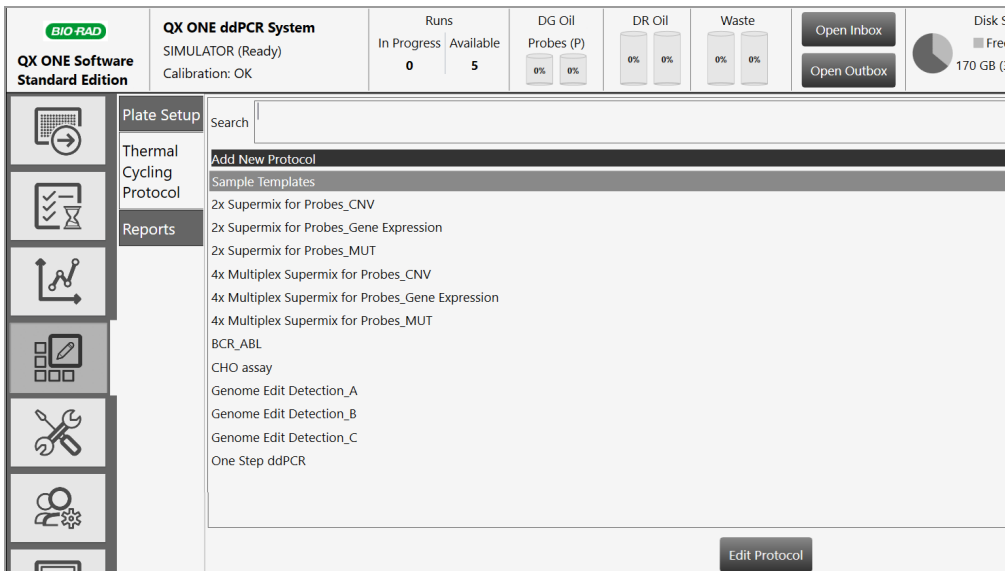 BIO-RAD
QX ONE Software
Standard Edition
QX ONE ddPCR System
SIMULATOR (Ready)
Calibration: OK
Runs
In Progress Available
0 5
DG Oil
Probes (P)
0% 0%
DR Oil
0% 0%
Waste
0% 0%
Open Inbox
Open Outbox
Disk S
Fre
170 GB (
Plate Setup
Thermal
Cycling
Protocol
Reports
Search
Add New Protocol
Sample Templates
2x Supermix for Probes_CNV
2x Supermix for Probes_Gene Expression
2x Supermix for Probes_MUT
4x Multiplex Supermix for Probes_CNV
4x Multiplex Supermix for Probes_Gene Expression
4x Multiplex Supermix for Probes_MUT
BCR_ABL
CHO assay
Genome Edit Detection_A
Genome Edit Detection_B
Genome Edit Detection_C
One Step ddPCR
Edit Protocol